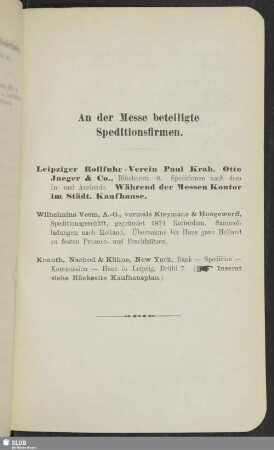 An der Messe beteiligte
Speditionsfirmen.
Leipziger Rollfuhr-Verein Paul Krah, Otto
Jaeger & Co., Blücherstr. 8. Speditionen nach dem
In- und Auslande. Während der Messen Kontor
im Städt. Kaufhause.
Wilhelmina Veem, A.-G., vormals Kleymans & Hoogewerff,
Speditionsgeschäft, gegründet 1874 Rotterdam. Sammel-
ladungen nach Holland. Übernahme bis Haus ganz Holland
zu festen Prozent- und Frachtsätzen.
Knauth, Nachod & Kühne, New York, Bank — Spedition —
Kommission — Haus in Leipzig, Brühl 7. (☛ Inserat
siehe Rückseite Kaufhausplan.)
SLUB